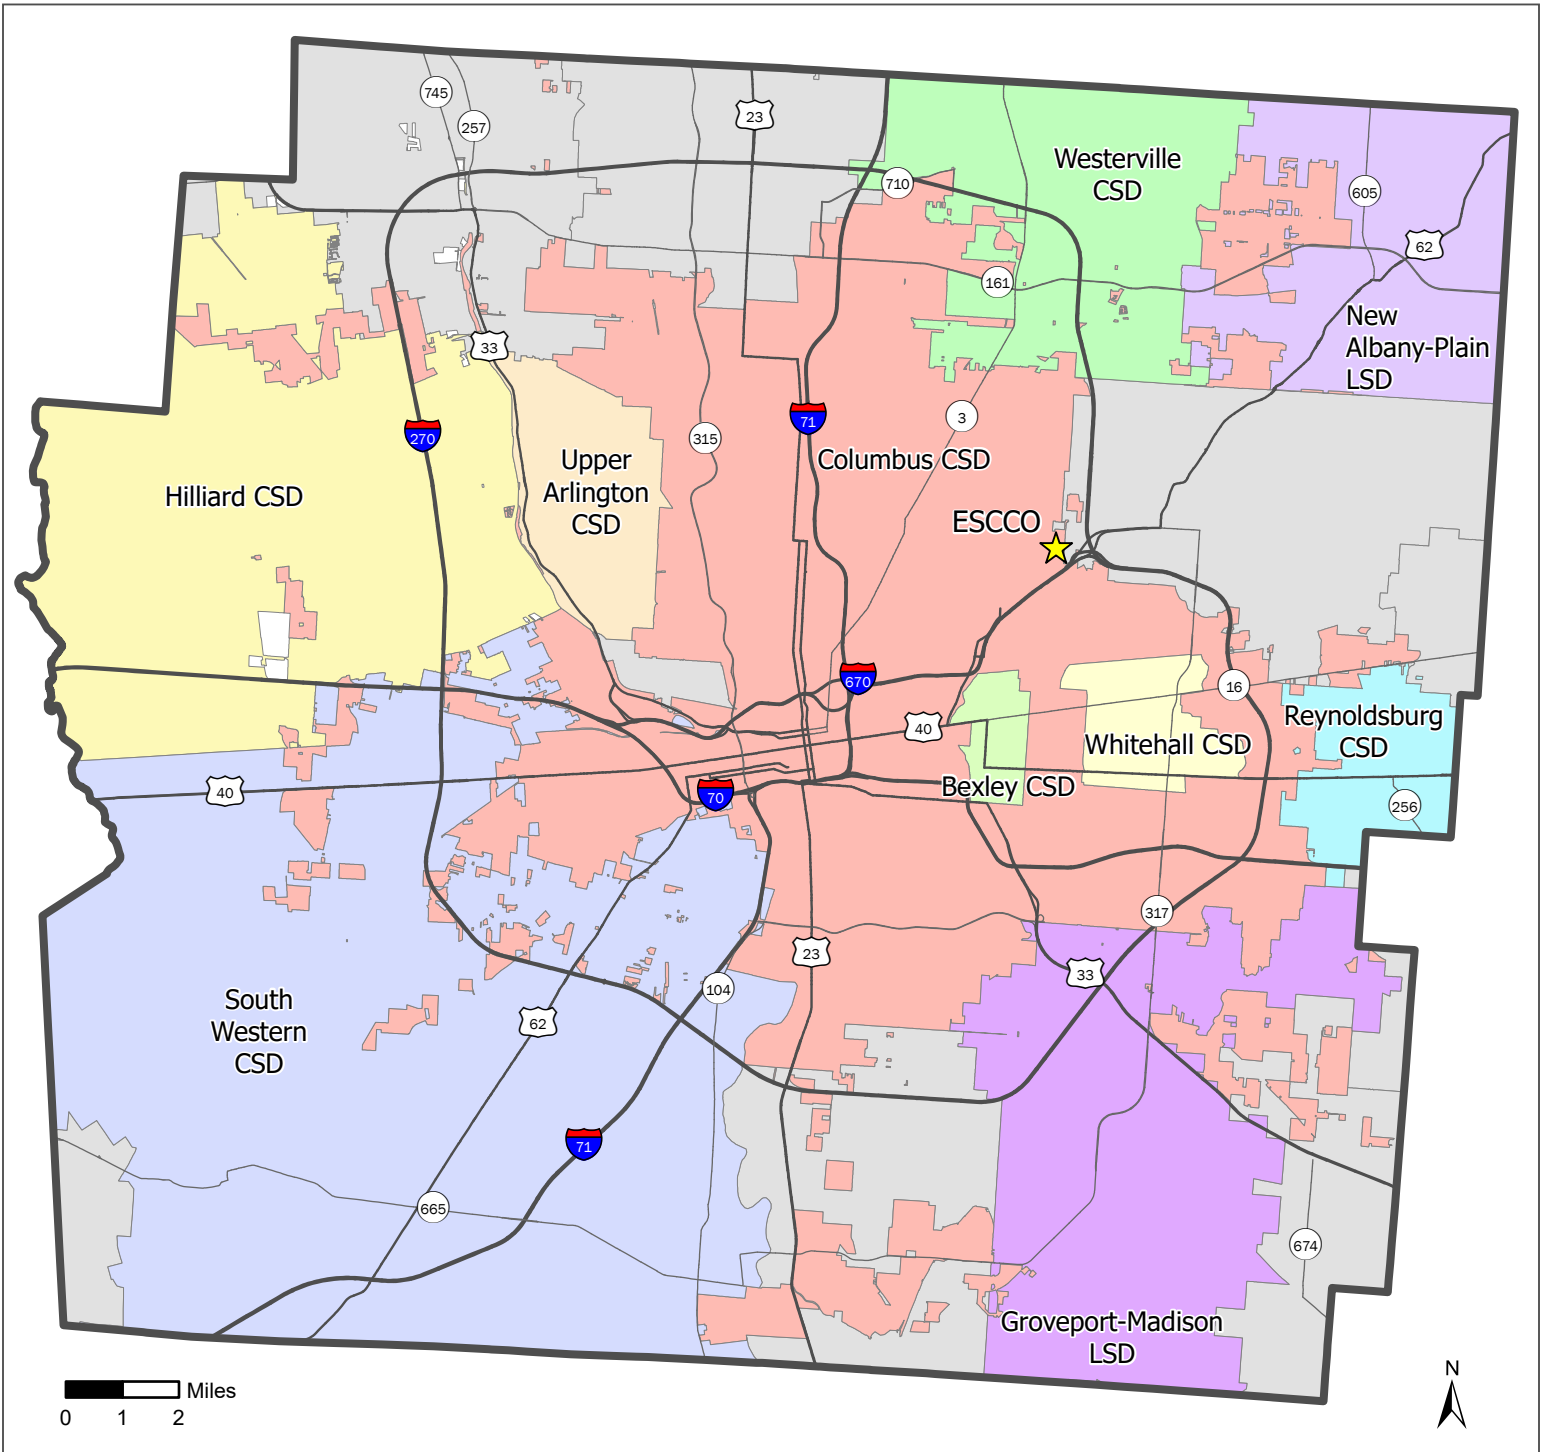 745
23
257
Westerville
CSD
710
605
62
161
New
Albany-Plain
LSD
33
270
71
3
315
Columbus CSD
Upper
Arlington
CSD
Hilliard CSD
ESCCO
670
16
40
Reynoldsburg
CSD
Whitehall CSD
Bexley CSD
40
70
256
317
23
33
104
South
Western
CSD
62
71
665
674
Groveport-Madison
LSD
N
Miles
0 1 2